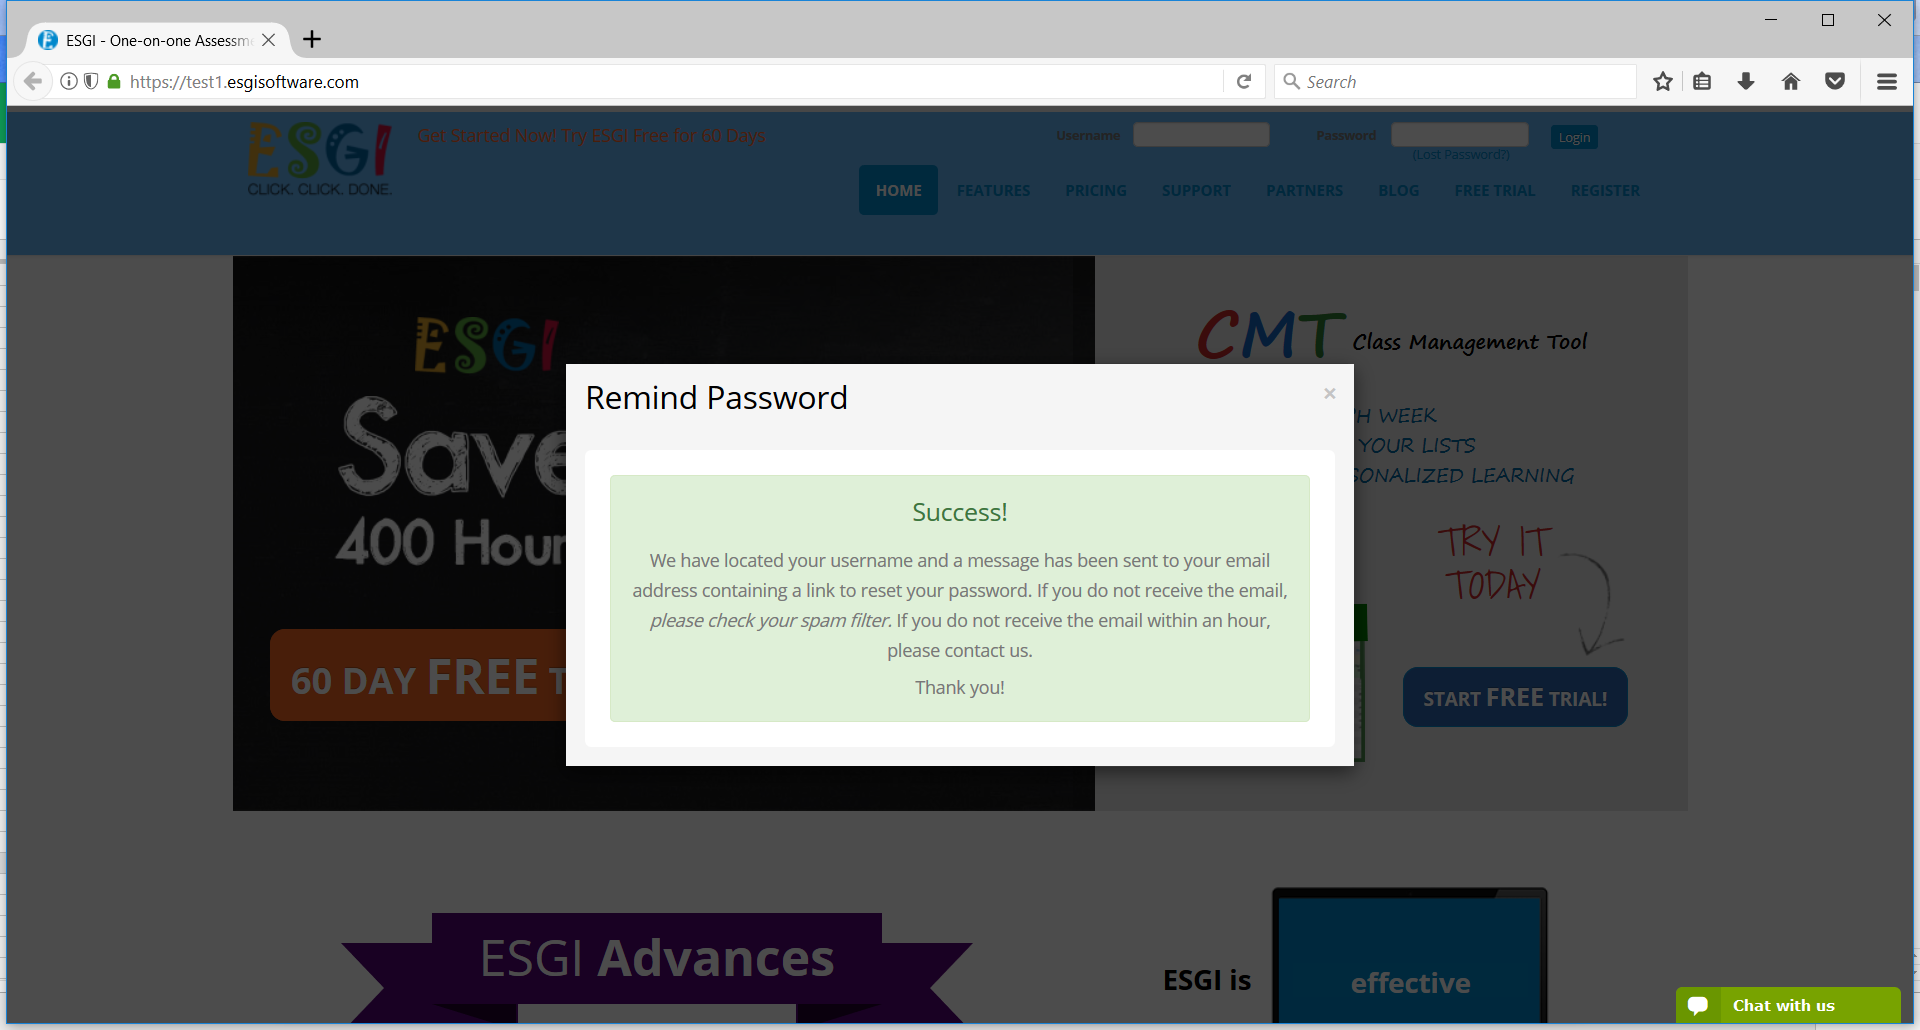 ESGI - One-on-one Assessm
https://test1.esgisoftware.com
Search
ESGI
CLICK. CLICK. DONE.
Get Started Now! Try ESGI Free for 60 Days
Username
Password
Login
(Lost Password?)
HOME FEATURES PRICING SUPPORT PARTNERS BLOG FREE TRIAL REGISTER
ESGI
Save
400 Hour
60 DAY FREE T
CMT Class Management Tool
H WEEK
YOUR LISTS
SONALIZED LEARNING
TRY IT
TODAY
START FREE TRIAL!
Remind Password
×
Success!
We have located your username and a message has been sent to your email
address containing a link to reset your password. If you do not receive the email,
please check your spam filter. If you do not receive the email within an hour,
please contact us.
Thank you!
ESGI Advances
ESGI is
effective
Chat with us